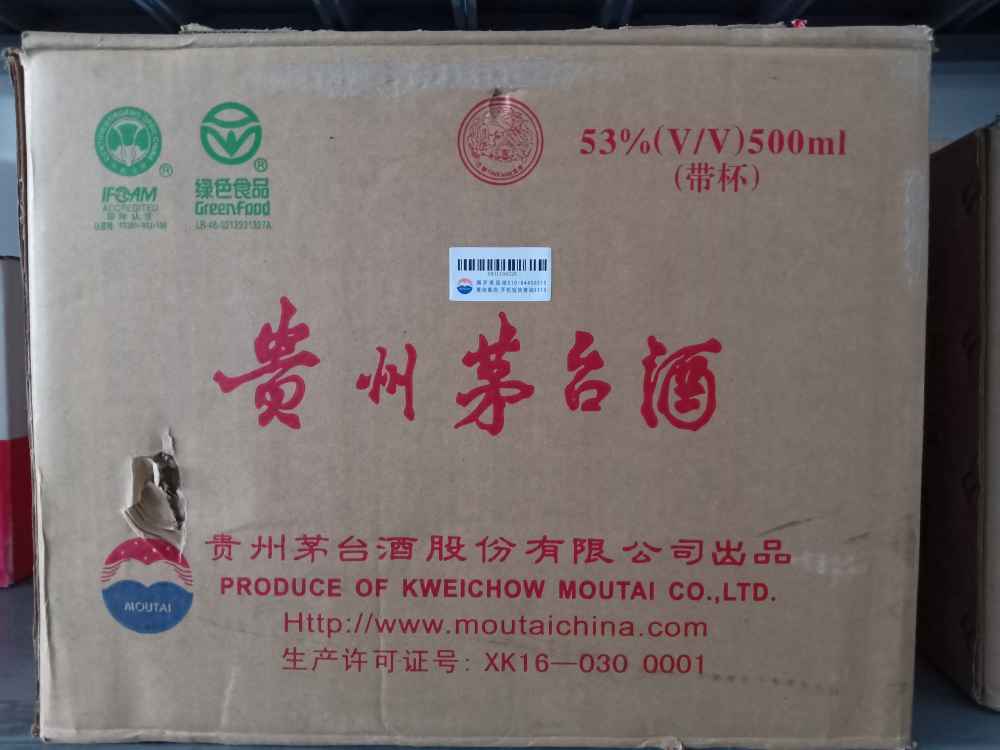 53%(V/V)500ml
(带杯)
IFOAM
ACCREDITED
绿色食品
GreenFood
贵州茅台酒
贵州茅台酒股份有限公司出品
MOUTAI
PRODUCE OF KWEICHOW MOUTAI CO.,LTD.
Http://www.moutaichina.com
生产许可证号: XK16—030 0001